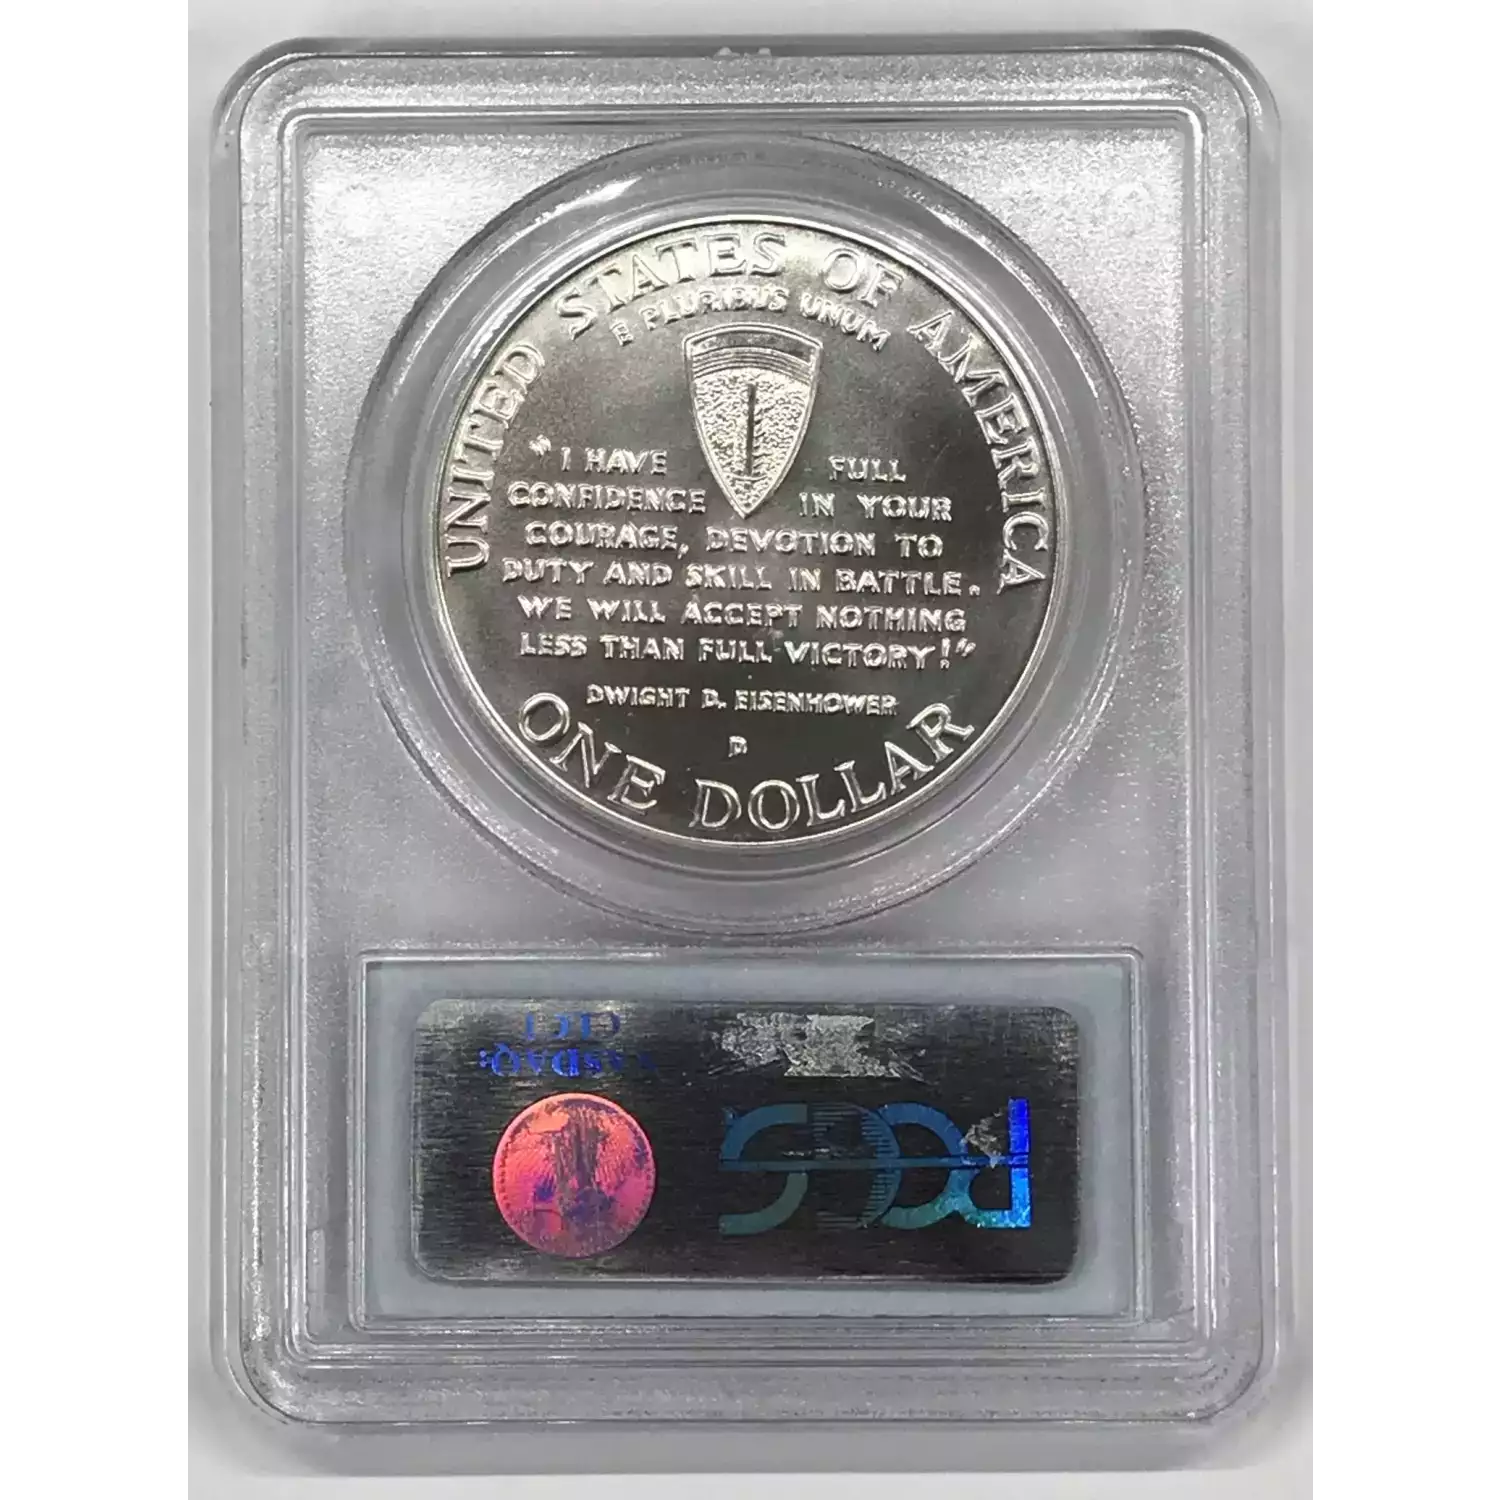 UNITED STATES OF AMERICA
E PLURIBUS UNUM
"I HAVE FULL
CONFIDENCE IN YOUR
COURAGE, DEVOTION TO
DUTY AND SKILL IN BATTLE.
WE WILL ACCEPT NOTHING
LESS THAN FULL VICTORY!"
DWIGHT D. EISENHOWER
D
ONE DOLLAR
PCGS